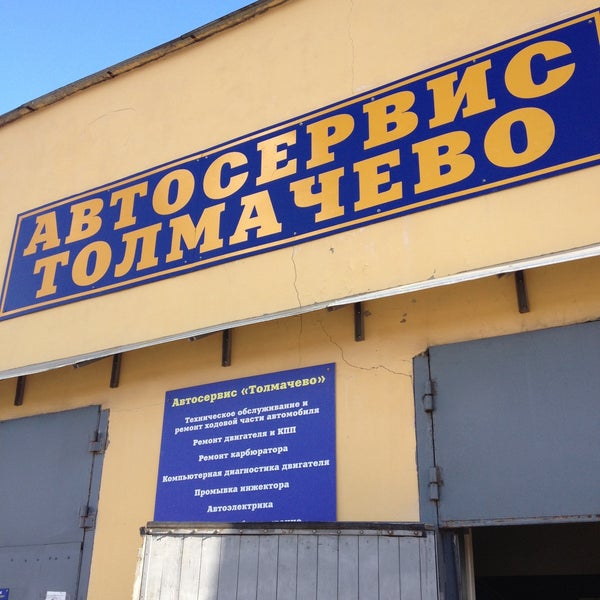 АВТОСЕРВИС
ТОЛМАЧЕВО
Автосервис «Толмачево»
Техническое обслуживание и
ремонт ходовой части автомобиля
Ремонт двигателя и КПП
Ремонт карбюратора
Компьютерная диагностика двигателя
Промывка инжектора
Автоэлектрика